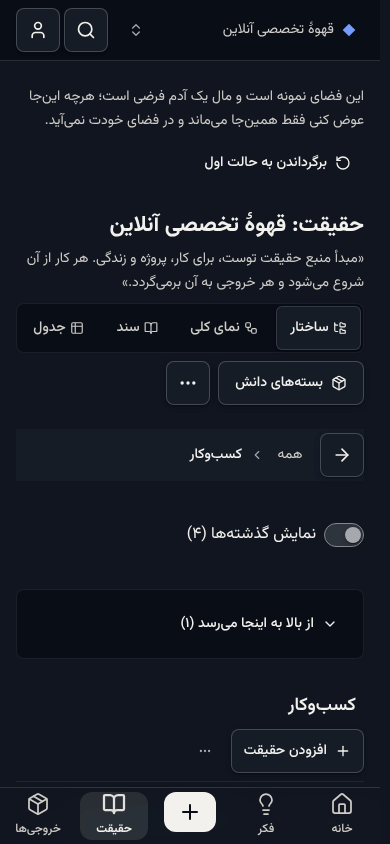 قهوهٔ تخصصی آنلاین
این فضای نمونه است و مال یک آدم فرضی است؛ هرچه این‌جا
عوض کنی فقط همین‌جا می‌ماند و در فضای خودت نمی‌آید.
برگرداندن به حالت اول
حقیقت: قهوهٔ تخصصی آنلاین
«مبدأ منبع حقیقت توست، برای کار، پروژه و زندگی. هر کار از آن
شروع می‌شود و هر خروجی به آن برمی‌گردد.»
ساختار نمای کلی سند جدول
بسته‌های دانش
همه کسب‌وکار
نمایش گذشته‌ها (۴)
از بالا به اینجا می‌رسد (۱)
کسب‌وکار
افزودن حقیقت
خانه فکر حقیقت خروجی‌ها